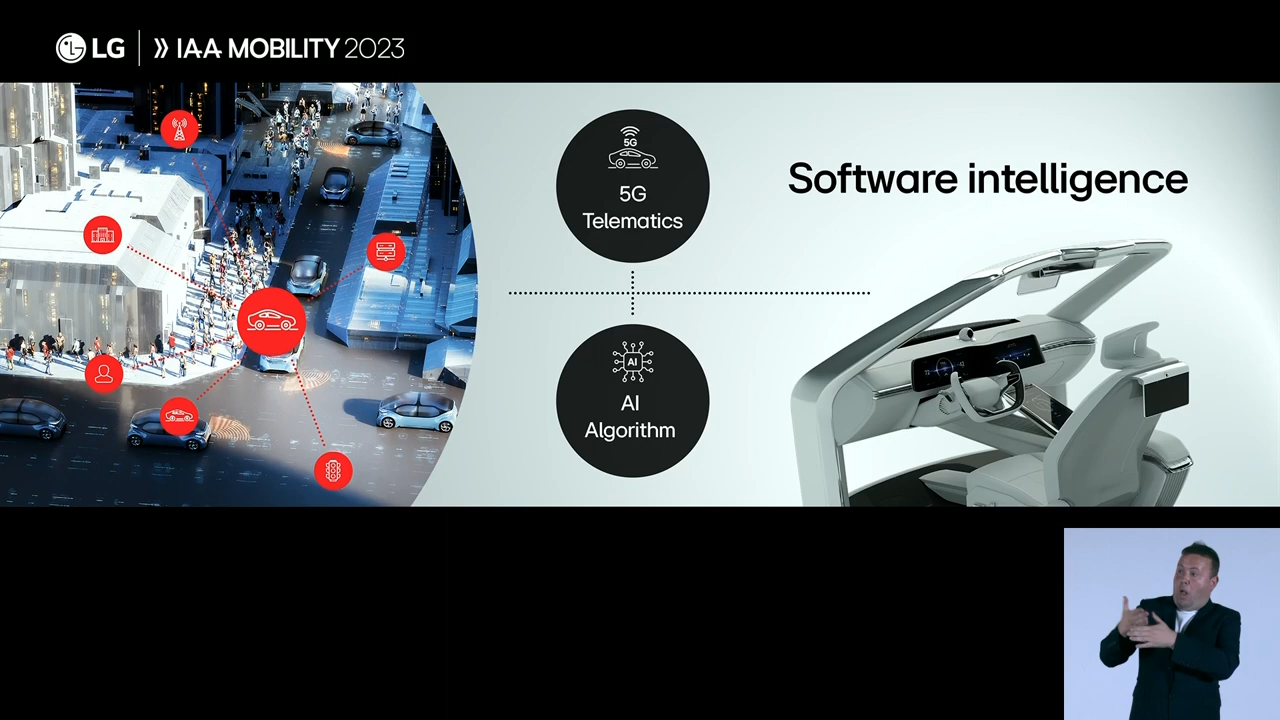 LG
IAA MOBILITY 2023
5G
5G
Telematics
Software intelligence
AI
AI
Algorithm